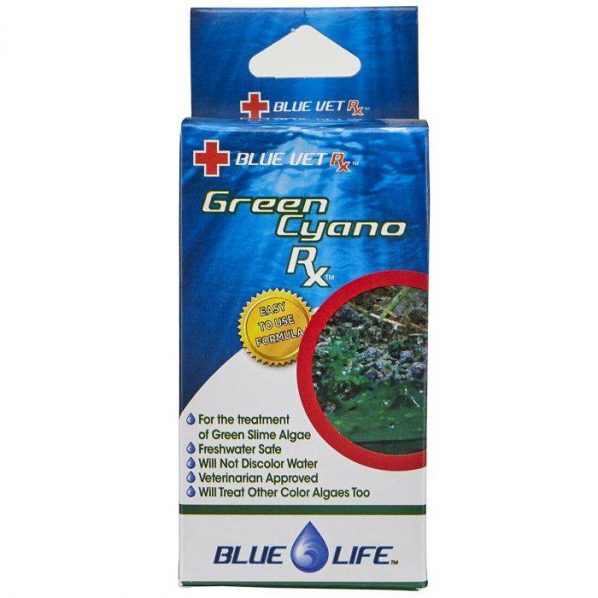 BLUE VET Rx™
BLUE VET Rx™
Green
Cyano
Rx™
EASY
TO USE
FORMULA
For the treatment
of Green Slime Algae
Freshwater Safe
Will Not Discolor Water
Veterinarian Approved
Will Treat Other Color Algaes Too
BLUE LIFE™